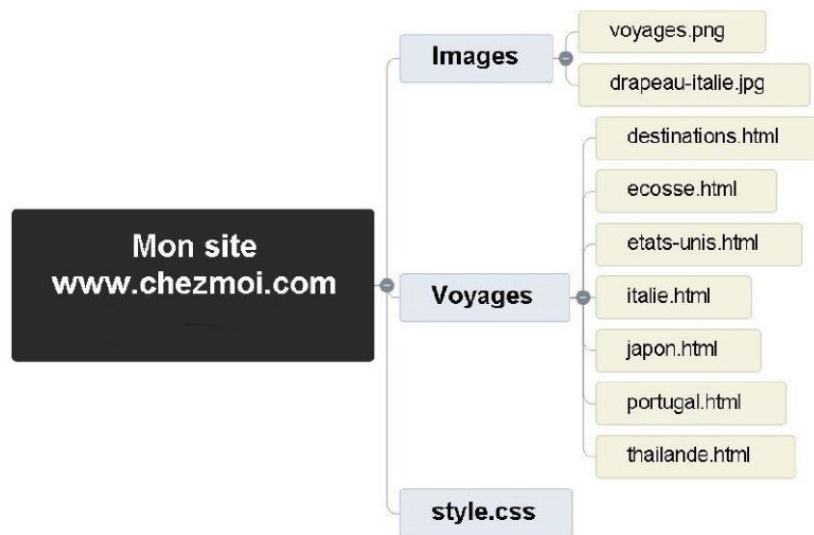 Images
voyages.png
drapeau-italie.jpg
Mon site
www.chezmoi.com
Voyages
destinations.html
ecosse.html
etats-unis.html
italie.html
japon.html
portugal.html
thailande.html
style.css